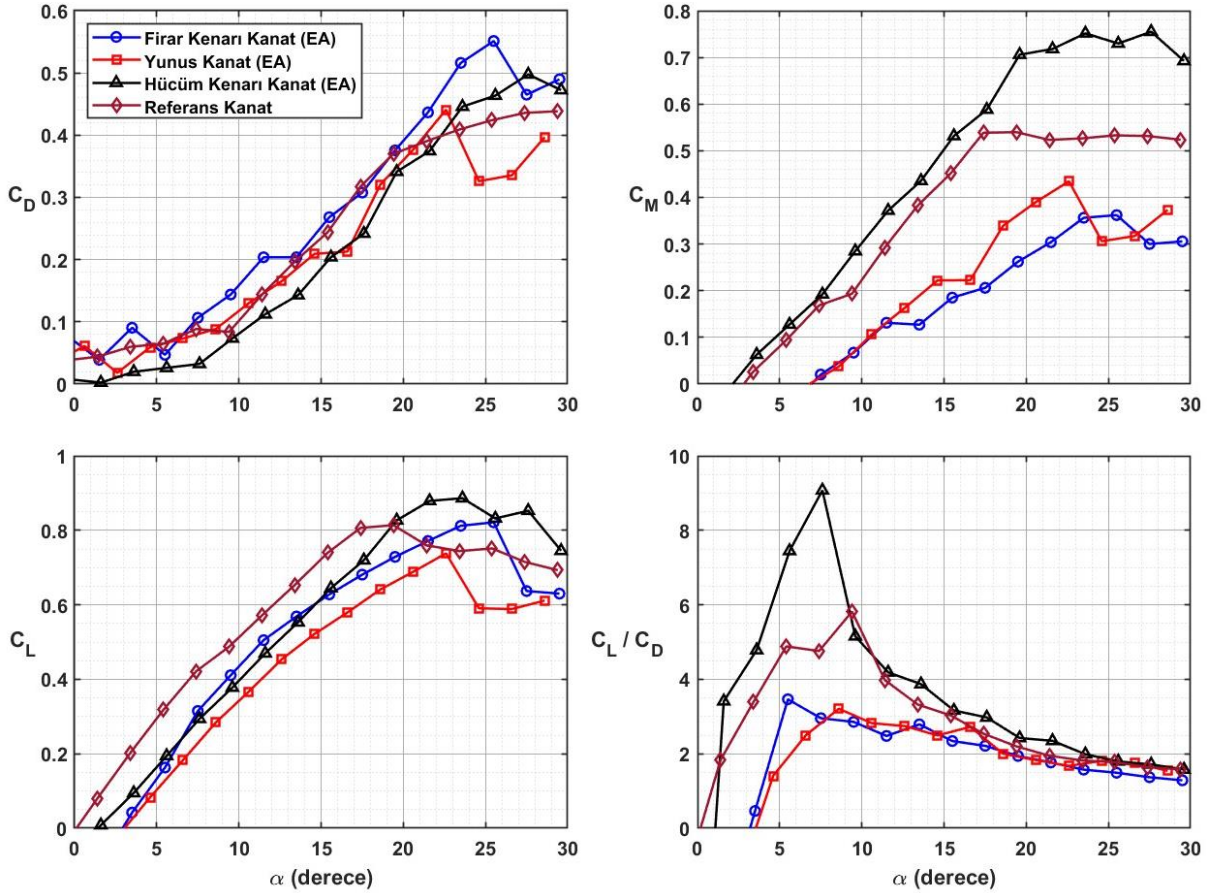 0.6
0.5
0.4
0.3
0.2
0.1
0
C_D
Firar Kenarı Kanat (EA)
Yunus Kanat (EA)
Hücüm Kenarı Kanat (EA)
Referans Kanat
0 5 10 15 20 25 30
0.8
0.7
0.6
0.5
0.4
0.3
0.2
0.1
0
C_M
0 5 10 15 20 25 30
1
0.8
0.6
0.4
0.2
0
C_L
0 5 10 15 20 25 30
α (derece)
10
8
6
4
2
0
C_L / C_D
0 5 10 15 20 25 30
α (derece)